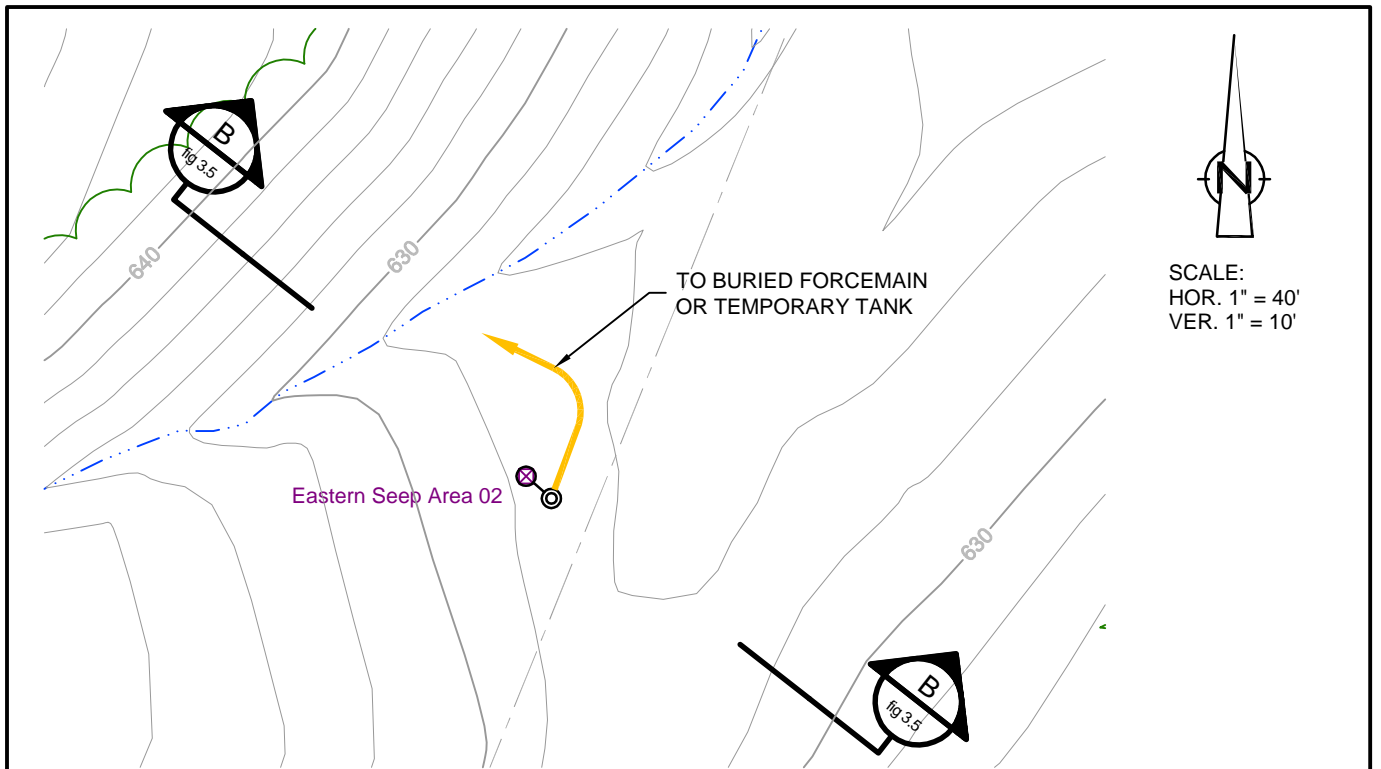 B
fig 3.5
640
630
N
TO BURIED FORCEMAIN
OR TEMPORARY TANK
SCALE:
HOR. 1" = 40'
VER. 1" = 10'
Eastern Seep Area 02
630
B
fig 3.5